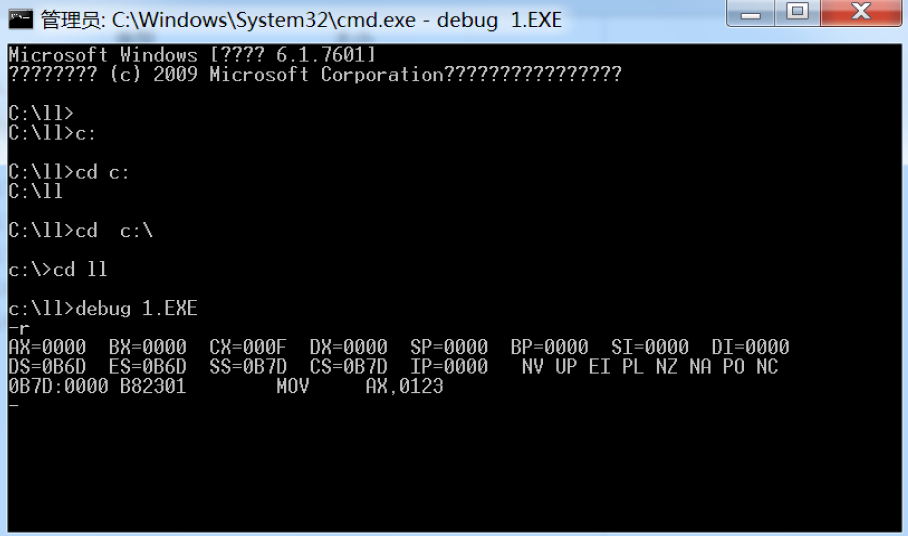 管理员: C:\Windows\System32\cmd.exe - debug  1.EXE
Microsoft Windows [???? 6.1.7601]
???????? (c) 2009 Microsoft Corporation????????????????
C:\ll>
C:\ll>c:
C:\ll>cd c:
C:\ll
C:\ll>cd  c:\
c:\>cd ll
c:\ll>debug 1.EXE
-r
AX=0000  BX=0000  CX=000F  DX=0000  SP=0000  BP=0000  SI=0000  DI=0000
DS=0B6D  ES=0B6D  SS=0B7D  CS=0B7D  IP=0000   NV UP EI PL NZ NA PO NC
0B7D:0000 B82301        MOV     AX,0123
-